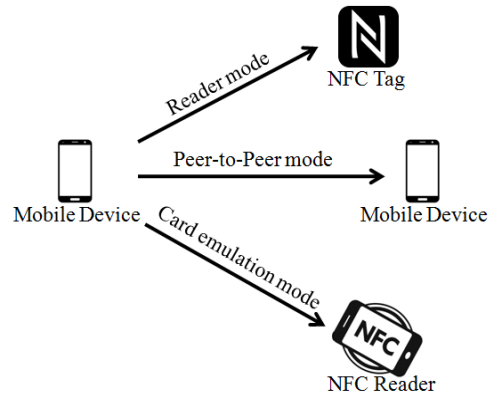 NFC Tag
Reader mode
Peer-to-Peer mode
Mobile Device
Mobile Device
Card emulation mode
NFC
NFC Reader